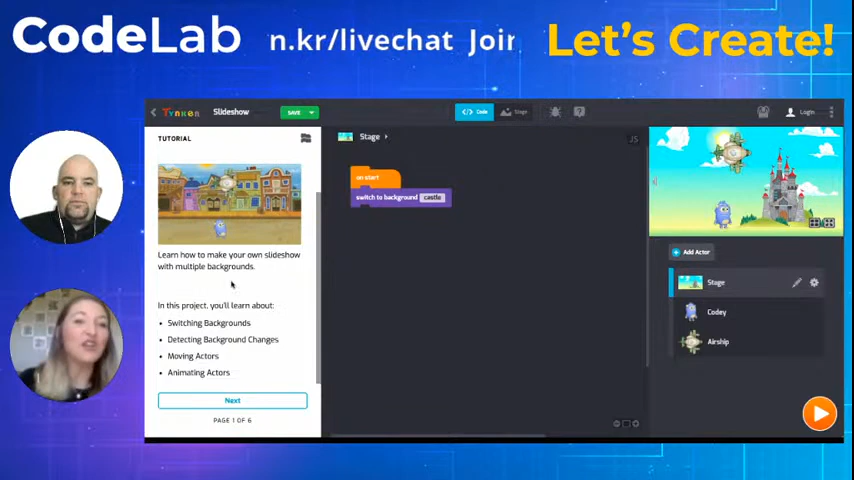 CodeLab
n.kr/livechat Join
Let's Create!
Tynker
Slideshow
SAVE
</> Code
Stage
Login
TUTORIAL
Learn how to make your own slideshow
with multiple backgrounds.
In this project, you'll learn about:
• Switching Backgrounds
• Detecting Background Changes
• Moving Actors
• Animating Actors
Next
PAGE 1 OF 6
Stage
JS
on start
switch to background castle
+ Add Actor
Stage
Codey
Airship